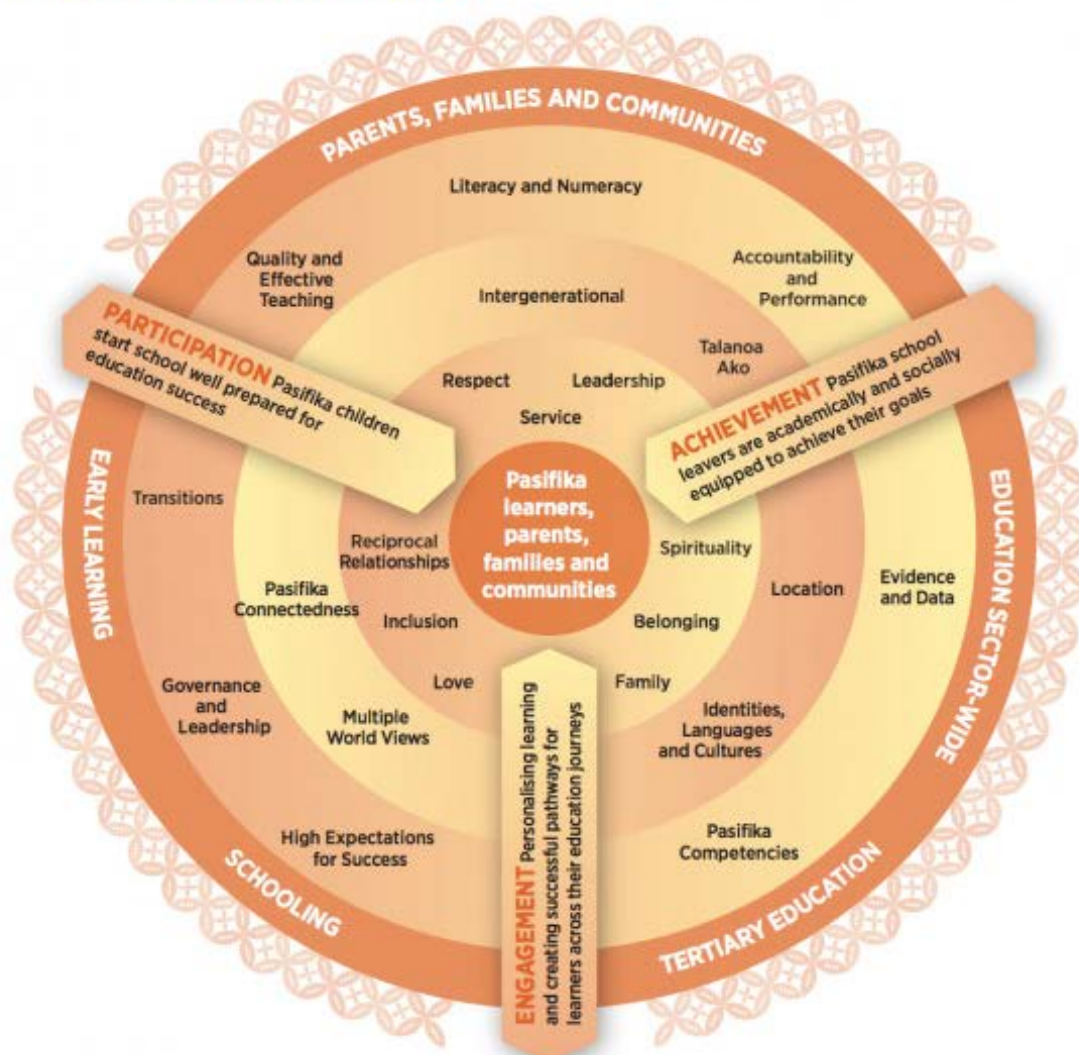 PARENTS, FAMILIES AND COMMUNITIES
Literacy and Numeracy
Quality and
Effective
Teaching
Accountability
and
Performance
Intergenerational
Talanoa
Ako
PARTICIPATION Pasifika children
start school well prepared for
education success
Respect
Leadership
Service
ACHIEVEMENT Pasifika school
leavers are academically and socially
equipped to achieve their goals
EARLY LEARNING
Transitions
Pasifika
learners,
parents,
families and
communities
EDUCATION SECTOR-WIDE
Reciprocal
Relationships
Spirituality
Pasifika
Connectedness
Location
Evidence
and Data
Inclusion
Belonging
Love
Family
Governance
and
Leadership
Multiple
World Views
Identities,
Languages
and Cultures
High Expectations
for Success
Pasifika
Competencies
SCHOOLING
ENGAGEMENT Personalising learning
and creating successful pathways for
learners across their education journeys
TERTIARY EDUCATION